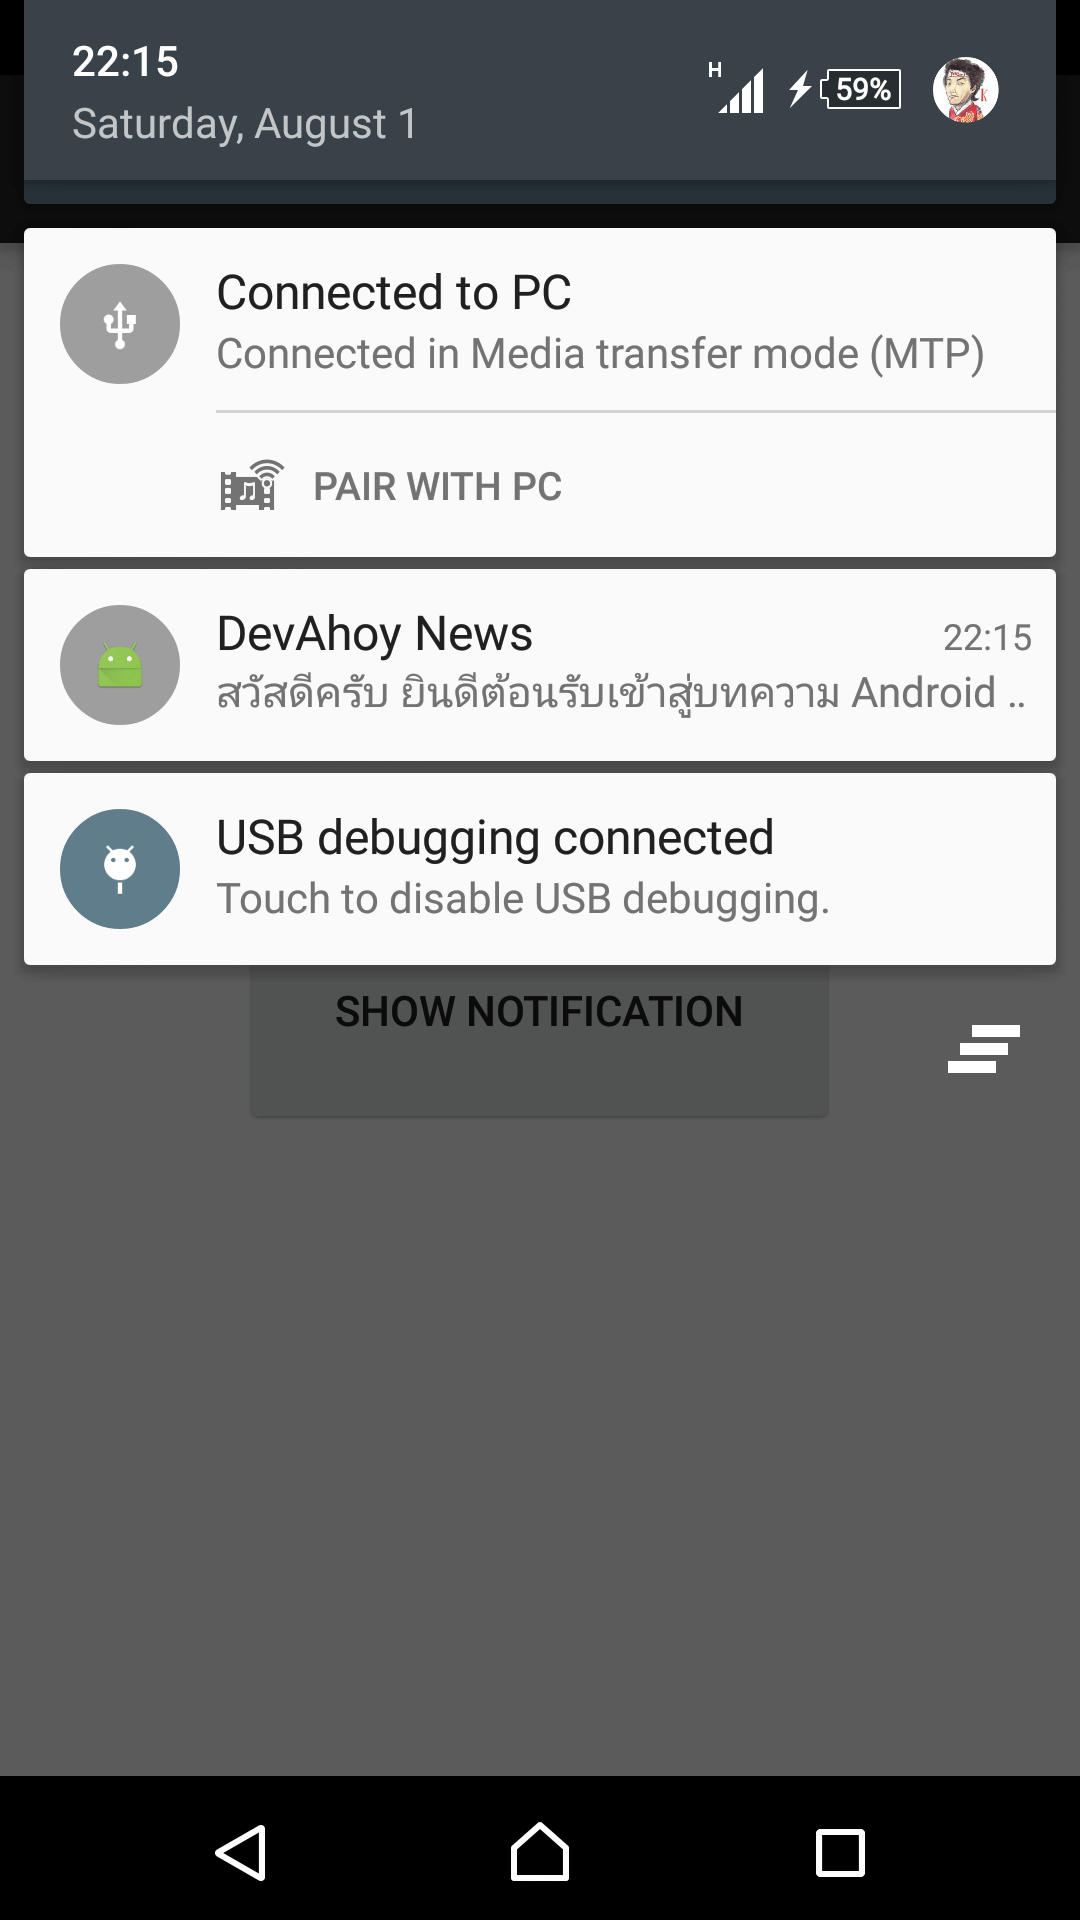 22:15
H
59%
Saturday, August 1
Connected to PC
Connected in Media transfer mode (MTP)
PAIR WITH PC
DevAhoy News
22:15
สวัสดีครับ ยินดีต้อนรับเข้าสู่บทความ Android ..
USB debugging connected
Touch to disable USB debugging.
SHOW NOTIFICATION